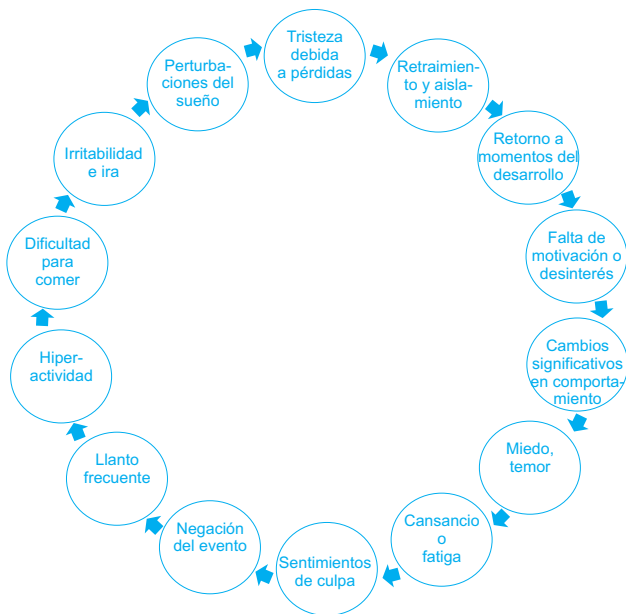 Tristeza
debida
a pérdidas
Retraimien-
to y aisla-
miento
Retorno a
momentos del
desarrollo
Falta de
motivación o
desinterés
Cambios
significativos
en comporta-
miento
Miedo,
temor
Cansancio
o
fatiga
Sentimientos
de culpa
Negación
del evento
Llanto
frecuente
Hiper-
actividad
Dificultad
para
comer
Irritabilidad
e ira
Perturba-
ciones del
sueño